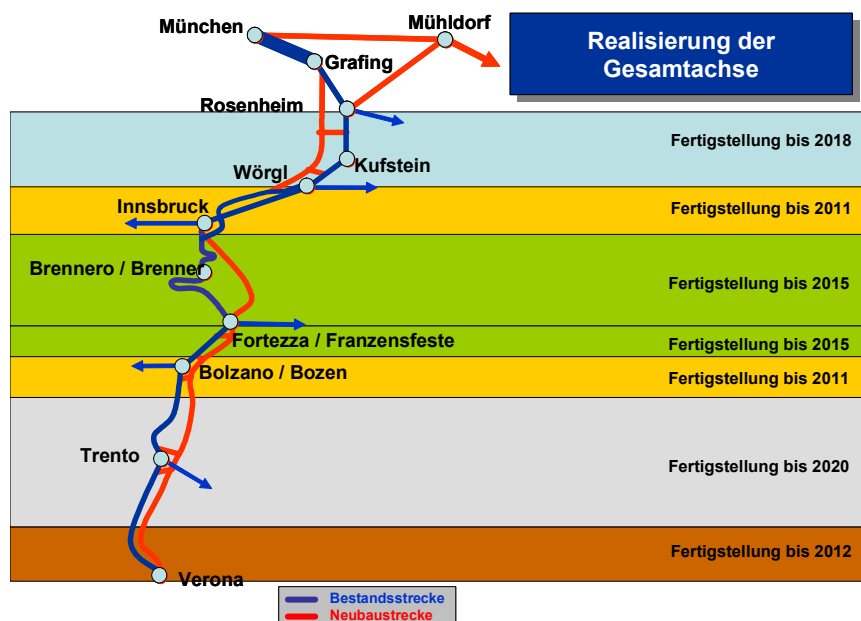 München
Mühldorf
Realisierung der
Gesamtachse
Grafing
Rosenheim
Fertigstellung bis 2018
Kufstein
Wörgl
Innsbruck
Fertigstellung bis 2011
Brennero / Brenner
Fertigstellung bis 2015
Fortezza / Franzensfeste
Fertigstellung bis 2015
Bolzano / Bozen
Fertigstellung bis 2011
Trento
Fertigstellung bis 2020
Fertigstellung bis 2012
Verona
Bestandsstrecke
Neubaustrecke